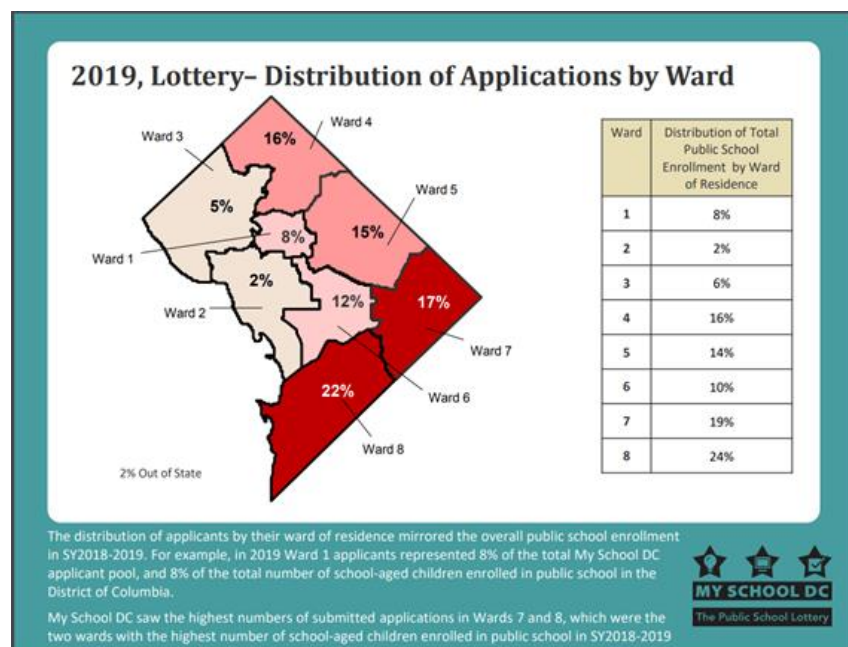 2019, Lottery– Distribution of Applications by Ward
Ward 3
Ward 4
16%
5%
Ward 5
15%
8%
Ward 1
2%
12%
17%
Ward 2
Ward 7
22%
Ward 6
Ward 8
2% Out of State
Ward Distribution of Total
Public School
Enrollment by Ward
of Residence
1 8%
2 2%
3 6%
4 16%
5 14%
6 10%
7 19%
8 24%
The distribution of applicants by their ward of residence mirrored the overall public school enrollment
in SY2018-2019. For example, in 2019 Ward 1 applicants represented 8% of the total My School DC
applicant pool, and 8% of the total number of school-aged children enrolled in public school in the
District of Columbia.
My School DC saw the highest numbers of submitted applications in Wards 7 and 8, which were the
two wards with the highest number of school-aged children enrolled in public school in SY2018-2019
MY SCHOOL DC
The Public School Lottery